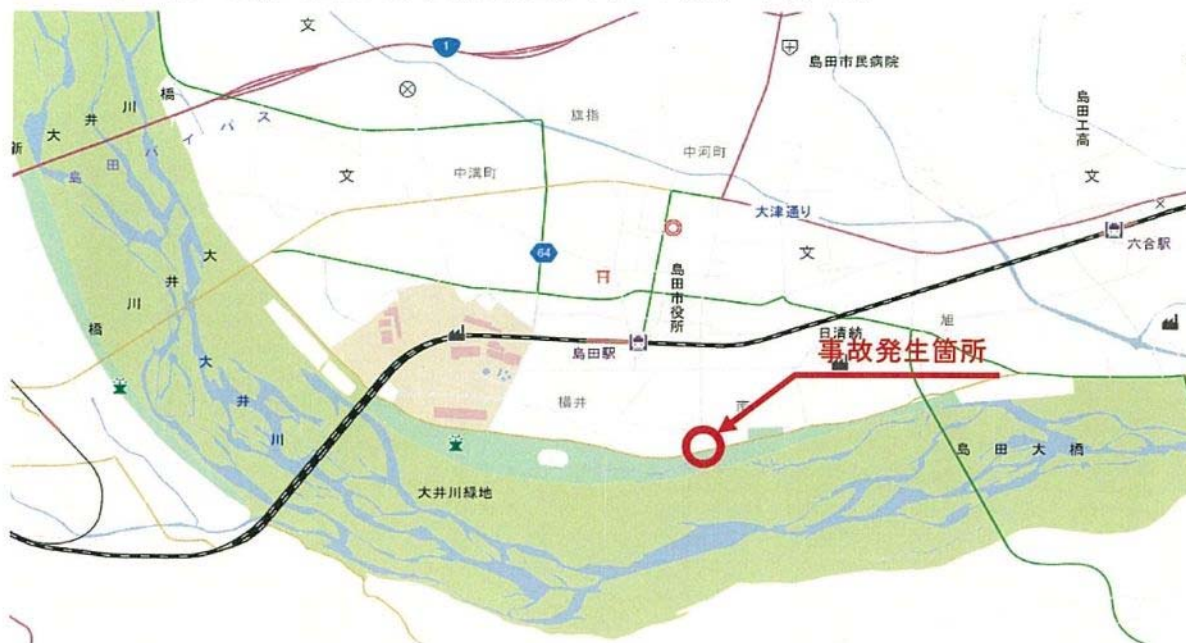 文
1
島田市民病院
島田工高
旗指
中河町
文
新大井川橋
島田バイパス
中溝町
文
大津通り
六合駅
64
島田市役所
文
大井川橋
日清紡
旭
島田駅
事故発生箇所
横井
南
大井川
島田大橋
大井川緑地